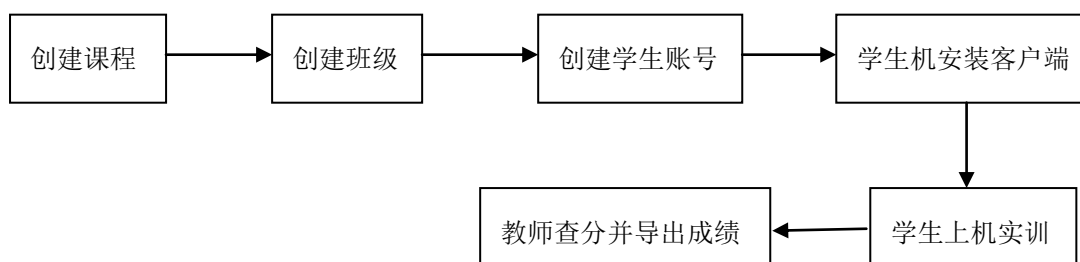 创建课程
创建班级
创建学生账号
学生机安装客户端
学生上机实训
教师查分并导出成绩